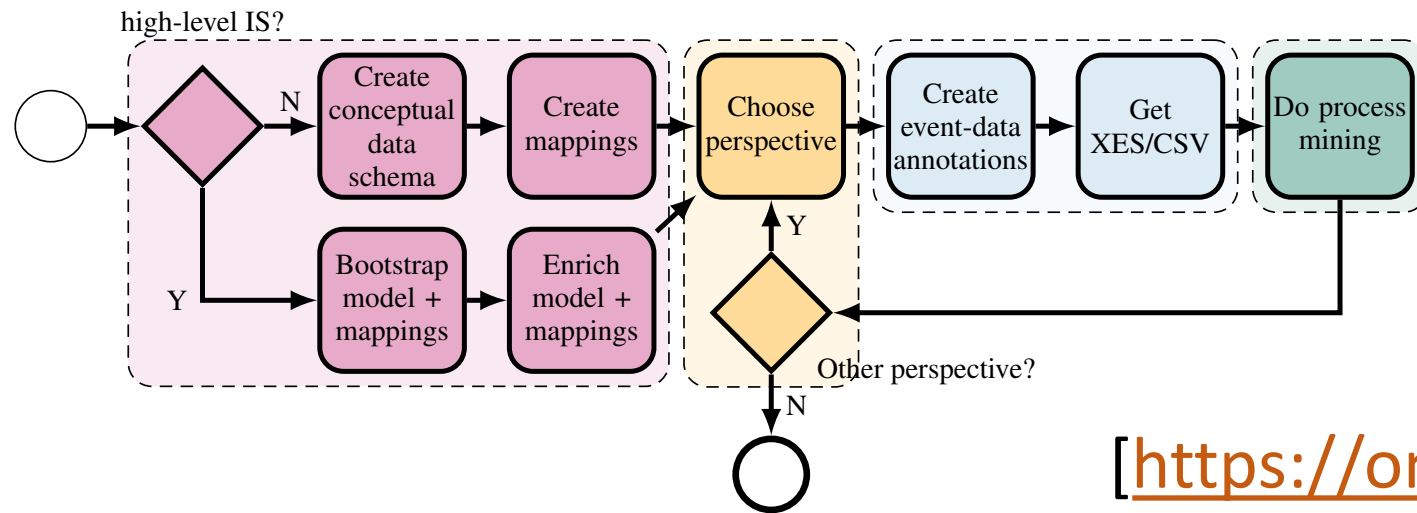 high-level IS?
N
Create
conceptual
data
schema
Create
mappings
Choose
perspective
Create
event-data
annotations
Get
XES/CSV
Do process
mining
Y
Bootstrap
model +
mappings
Enrich
model +
mappings
Y
Other perspective?
N
[https://on